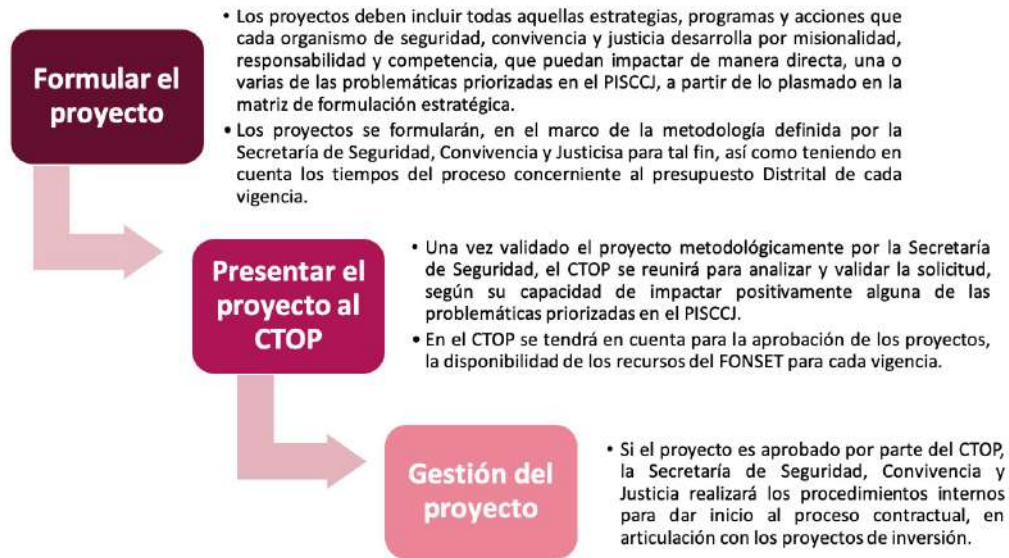 Formular el
proyecto
• Los proyectos deben incluir todas aquellas estrategias, programas y acciones que
cada organismo de seguridad, convivencia y justicia desarrolla por misionalidad,
responsabilidad y competencia, que puedan impactar de manera directa, una o
varias de las problemáticas priorizadas en el PISCCJ, a partir de lo plasmado en la
matriz de formulación estratégica.
• Los proyectos se formularán, en el marco de la metodología definida por la
Secretaría de Seguridad, Convivencia y Justicisa para tal fin, así como teniendo en
cuenta los tiempos del proceso concerniente al presupuesto Distrital de cada
vigencia.
Presentar el
proyecto al
CTOP
• Una vez validado el proyecto metodológicamente por la Secretaría
de Seguridad, el CTOP se reunirá para analizar y validar la solicitud,
según su capacidad de impactar positivamente alguna de las
problemáticas priorizadas en el PISCCJ.
• En el CTOP se tendrá en cuenta para la aprobación de los proyectos,
la disponibilidad de los recursos del FONSET para cada vigencia.
Gestión del
proyecto
• Si el proyecto es aprobado por parte del CTOP,
la Secretaría de Seguridad, Convivencia y
Justicia realizará los procedimientos internos
para dar inicio al proceso contractual, en
articulación con los proyectos de inversión.